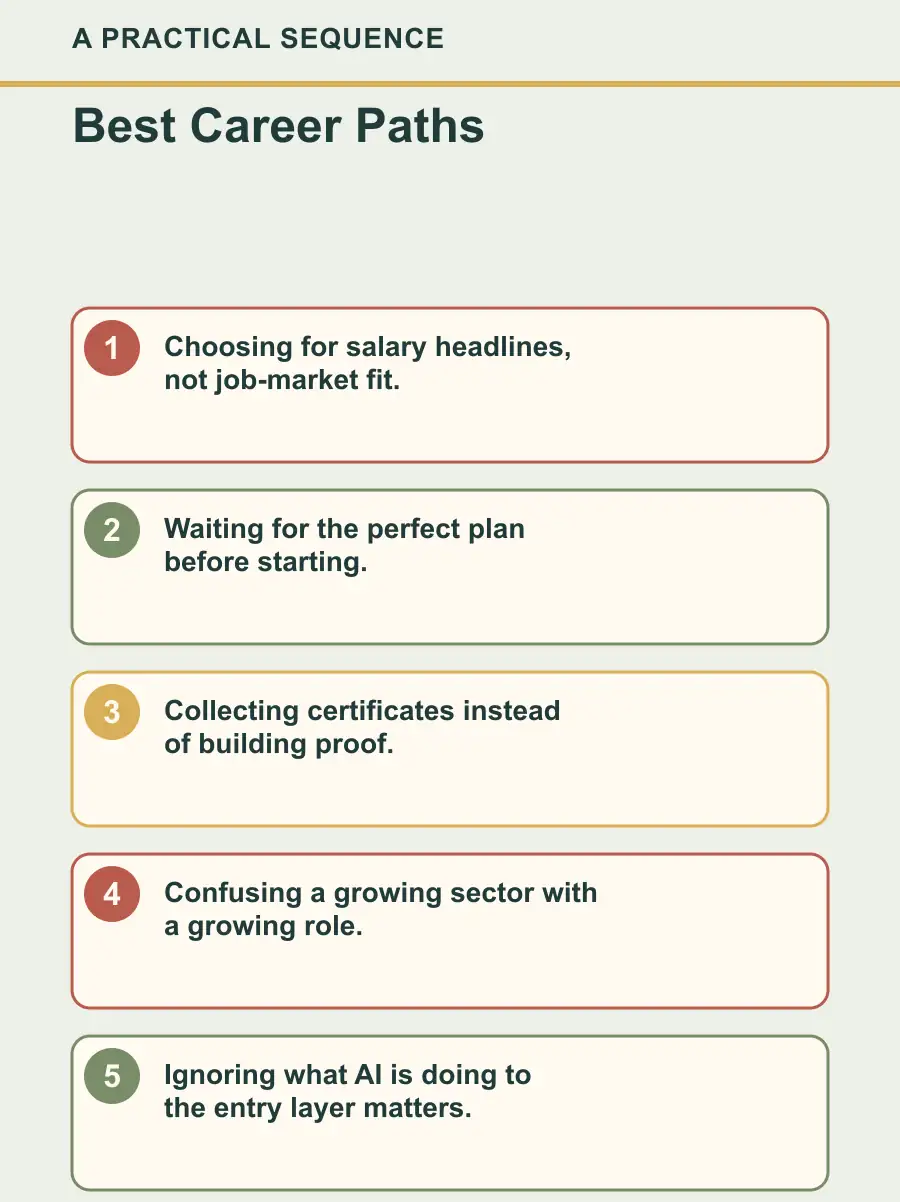 A PRACTICAL SEQUENCE
Best Career Paths
1
Choosing for salary headlines,
not job-market fit.
2
Waiting for the perfect plan
before starting.
3
Collecting certificates instead
of building proof.
4
Confusing a growing sector with
a growing role.
5
Ignoring what AI is doing to
the entry layer matters.